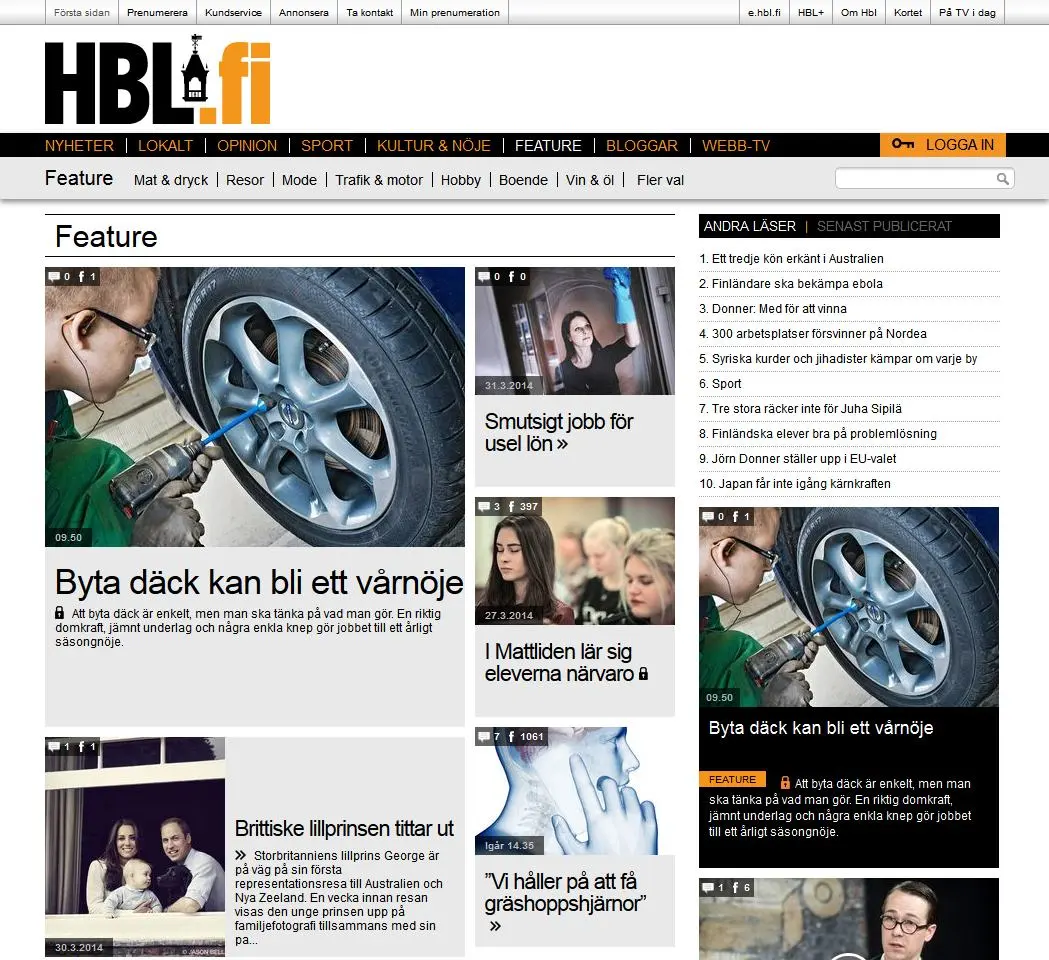 Första sidan
Prenumerera
Kundservice
Annonsera
Ta kontakt
Min prenumeration
e.hbl.fi
HBL+
Om Hbl
Kortet
På TV i dag
HBL.fi
NYHETER
LOKALT
OPINION
SPORT
KULTUR & NÖJE
FEATURE
BLOGGAR
WEBB-TV
LOGGA IN
Feature
Mat & dryck
Resor
Mode
Trafik & motor
Hobby
Boende
Vin & öl
Fler val
Feature
0 1
09.50
Byta däck kan bli ett vårnöje
Att byta däck är enkelt, men man ska tänka på vad man gör. En riktig
domkraft, jämnt underlag och några enkla knep gör jobbet till ett årligt
säsongnöje.
1 1
30.3.2014
© JASON BELL
Brittiske lillprinsen tittar ut
» Storbritanniens lillprins George är
på väg på sin första
representationsresa till Australien och
Nya Zeeland. En vecka innan resan
visas den unge prinsen upp på
familjefotografi tillsammans med sin
pa...
0 0
31.3.2014
Smutsigt jobb för
usel lön »
3 397
27.3.2014
I Mattliden lär sig
eleverna närvaro
7 1061
Igår 14.35
”Vi håller på att få
gräshoppshjärnor”
»
ANDRA LÄSER | SENAST PUBLICERAT
1. Ett tredje kön erkänt i Australien
2. Finländare ska bekämpa ebola
3. Donner: Med för att vinna
4. 300 arbetsplatser försvinner på Nordea
5. Syriska kurder och jihadister kämpar om varje by
6. Sport
7. Tre stora räcker inte för Juha Sipilä
8. Finländska elever bra på problemlösning
9. Jörn Donner ställer upp i EU-valet
10. Japan får inte igång kärnkraften
0 1
09.50
Byta däck kan bli ett vårnöje
FEATURE
Att byta däck är enkelt, men man
ska tänka på vad man gör. En riktig domkraft,
jämnt underlag och några enkla knep gör jobbet
till ett årligt säsongnöje.
1 6